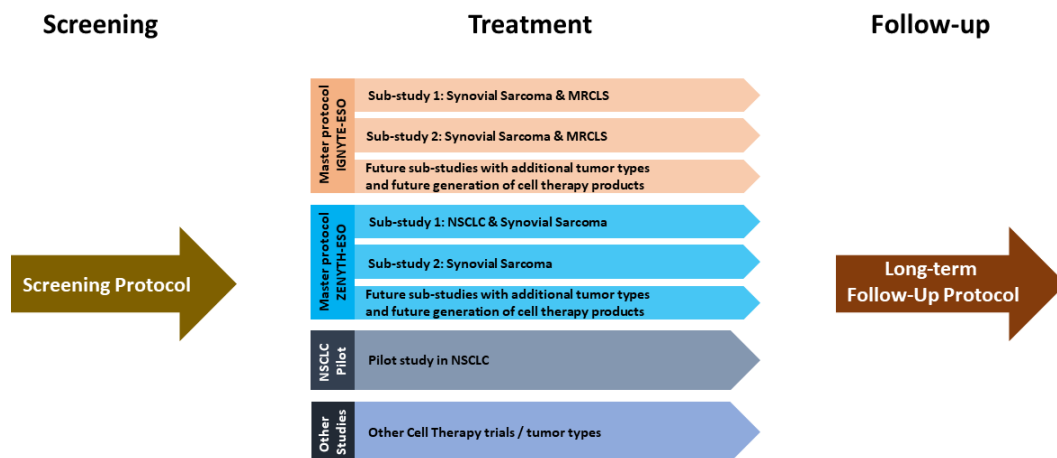 Screening
Treatment
Follow-up
Screening Protocol
Master protocol
IGNYTE-ESO
Sub-study 1: Synovial Sarcoma & MRCLS
Sub-study 2: Synovial Sarcoma & MRCLS
Future sub-studies with additional tumor types
and future generation of cell therapy products
Master protocol
ZENYTH-ESO
Sub-study 1: NSCLC & Synovial Sarcoma
Sub-study 2: Synovial Sarcoma
Future sub-studies with additional tumor types
and future generation of cell therapy products
NSCLC
Pilot
Pilot study in NSCLC
Other
Studies
Other Cell Therapy trials / tumor types
Long-term
Follow-Up Protocol